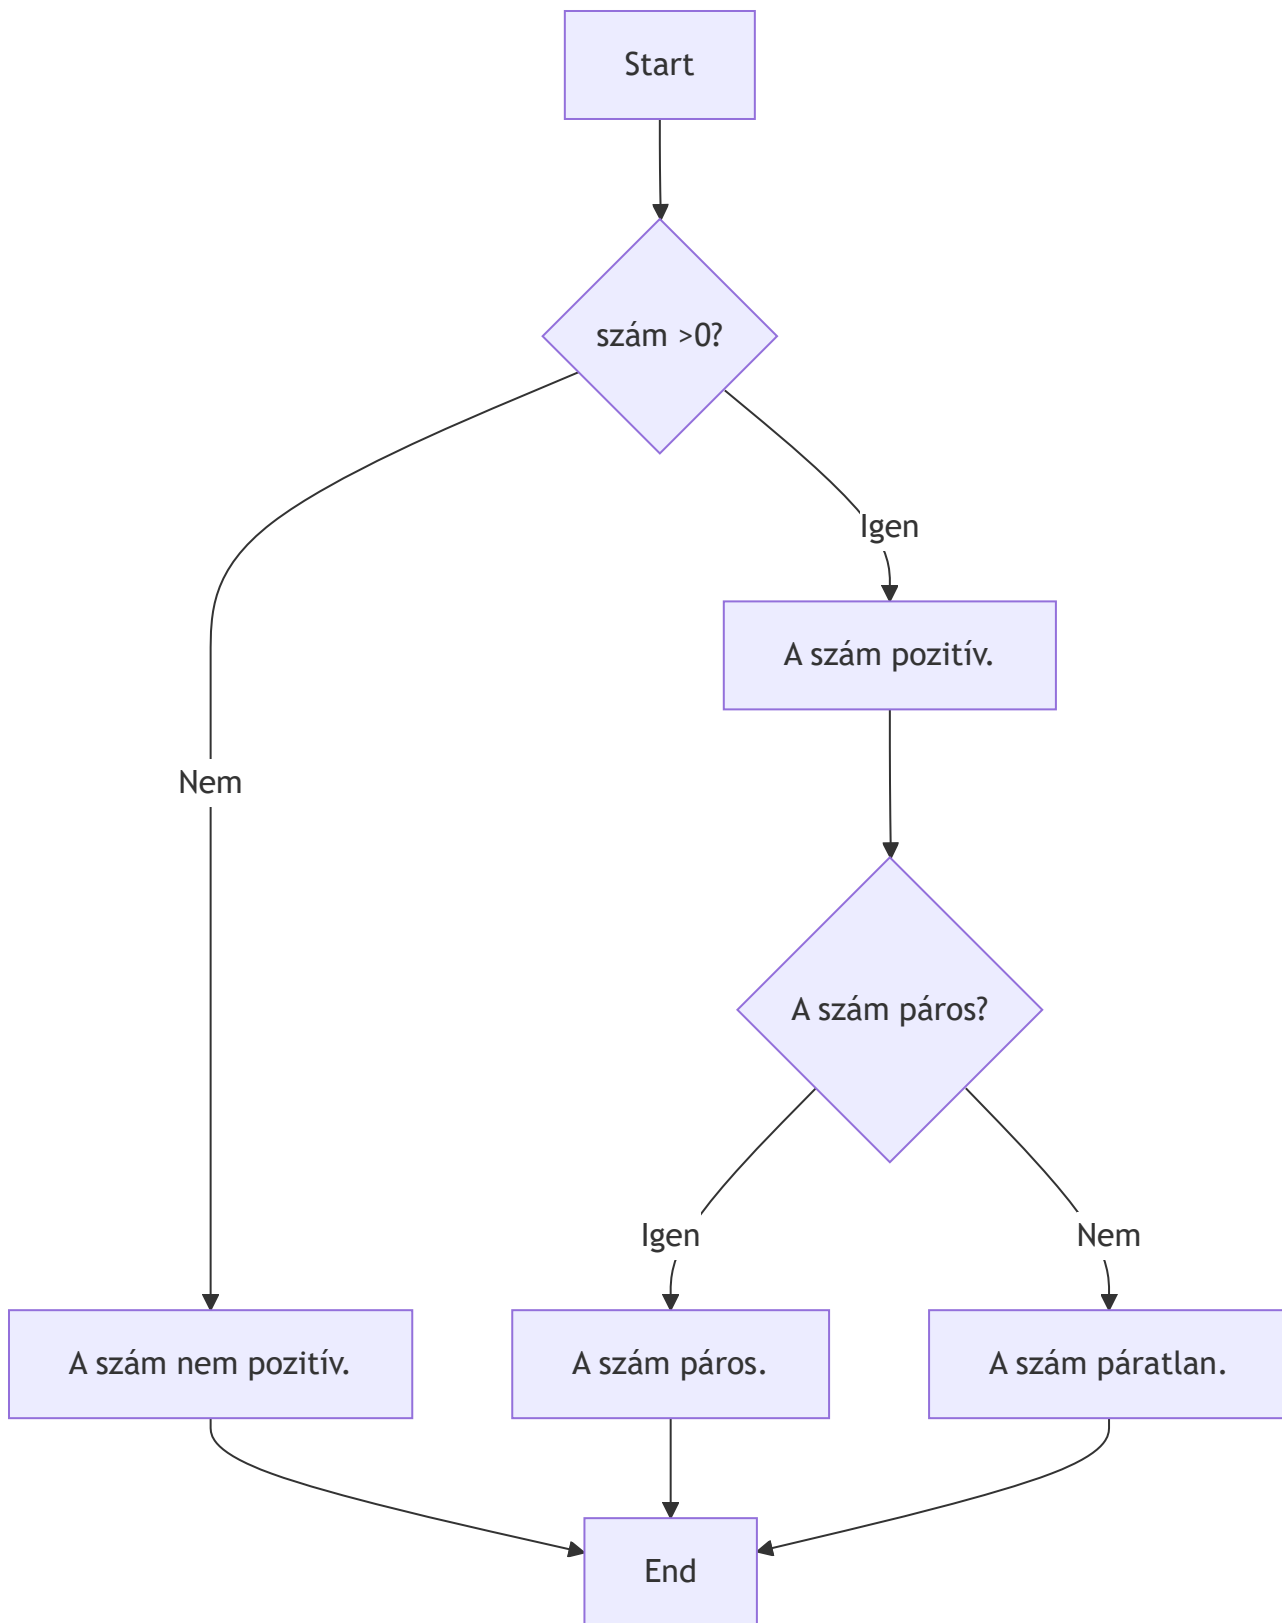 Start
szám >0?
Igen
A szám pozitív.
Nem
A szám páros?
Igen
Nem
A szám nem pozitív.
A szám páros.
A szám páratlan.
End